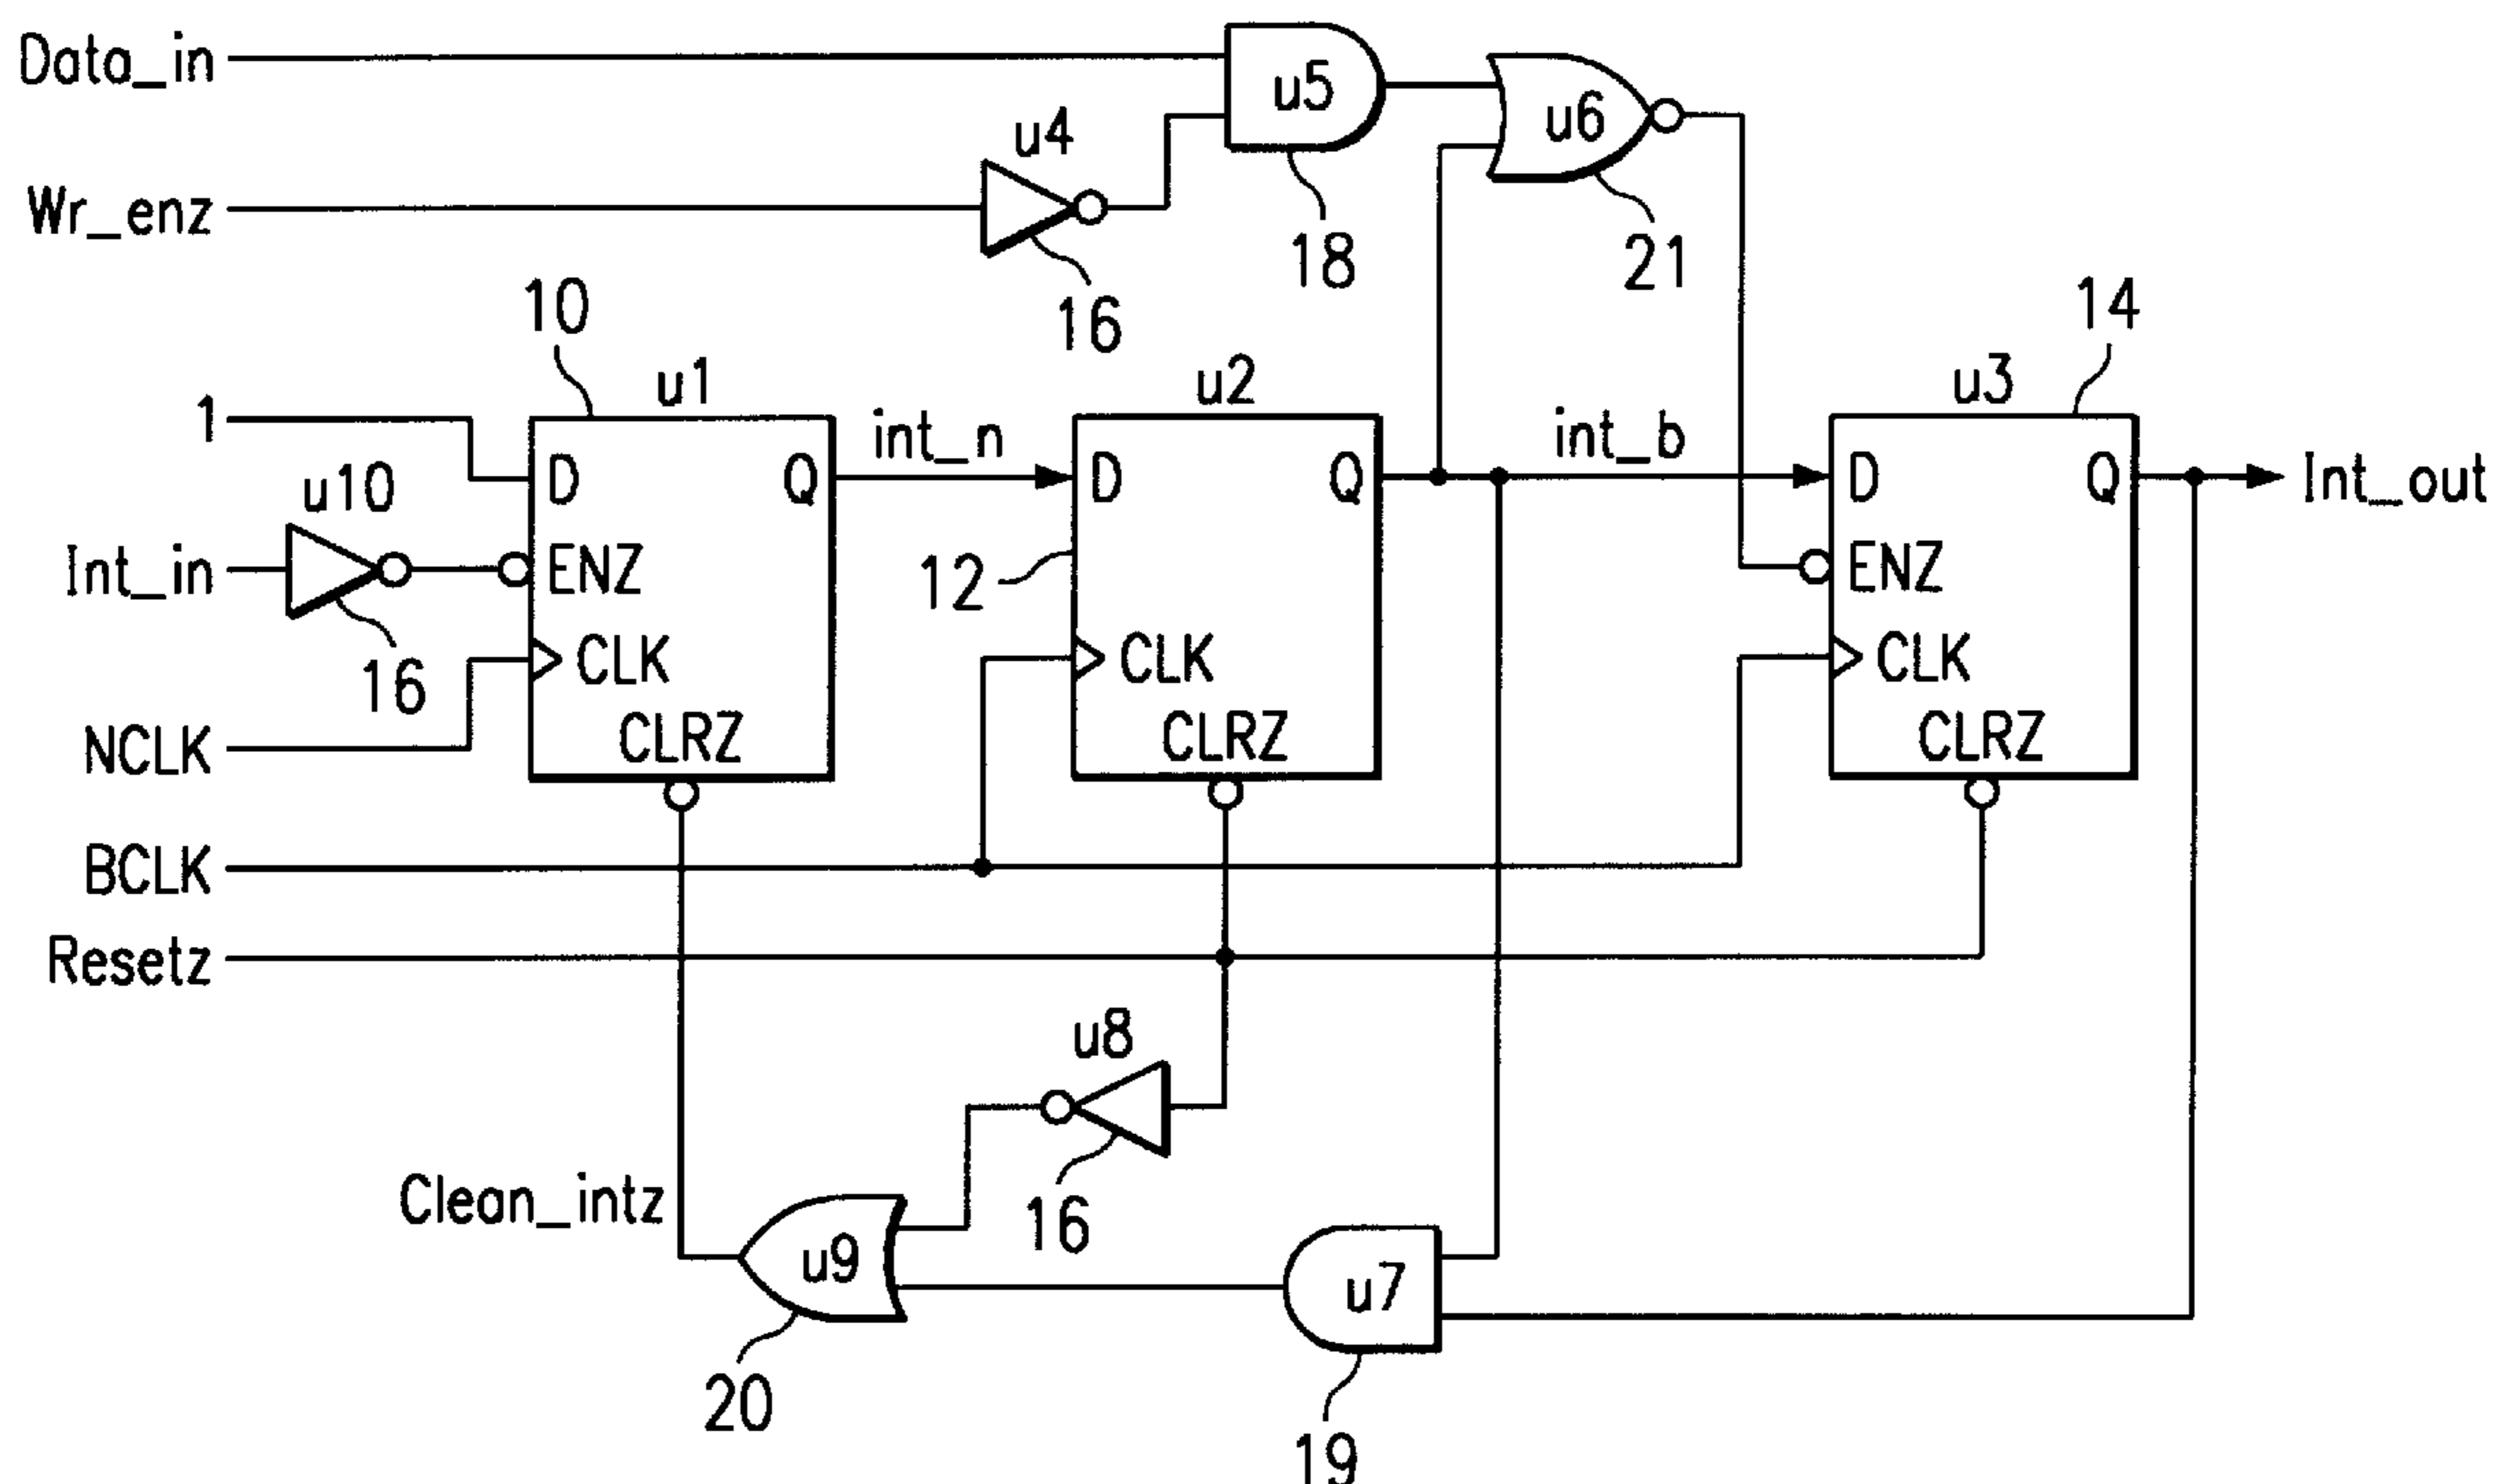 Data_in
u5
u6
u4
Wr_enz
18
21
16
10
14
u1
u2
u3
1
int_n
int_b
D
Q
D
Q
D
Q
Int_out
u10
Int_in
ENZ
12
ENZ
16
CLK
CLK
CLK
NCLK
CLRZ
CLRZ
CLRZ
BCLK
Resetz
u8
Clean_intz
16
u9
u7
20
19